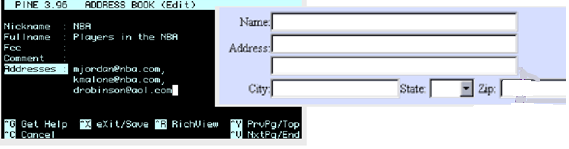 PINE 3.96 ADDRESS BOOK (Edit)
Nickname : NBA
Fullname : Players in the NBA
Fcc :
Comment :
Addresses : mjordan@nba.com,
kmalone@nba.com,
drobinson@aol.com
^G Get Help ^X eXit/Save ^R RichView ^Y PrvPg/Top
^C Cancel ^V NxtPg/End
Name:
Address:
City: State: Zip: